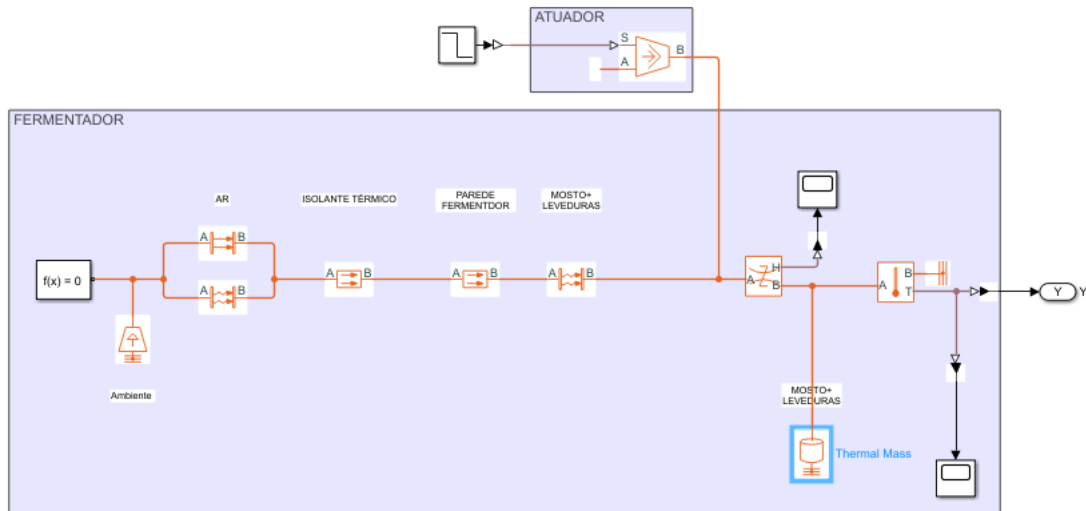 ATUADOR
S
A
B
FERMENTADOR
AR
ISOLANTE TÉRMICO
PAREDE
FERMENTDOR
MOSTO+
LEVEDURAS
f(x) = 0
A
B
A
B
A
B
A
B
A
B
A
H
B
A
B
T
Y
Y
Ambiente
MOSTO+
LEVEDURAS
Thermal Mass